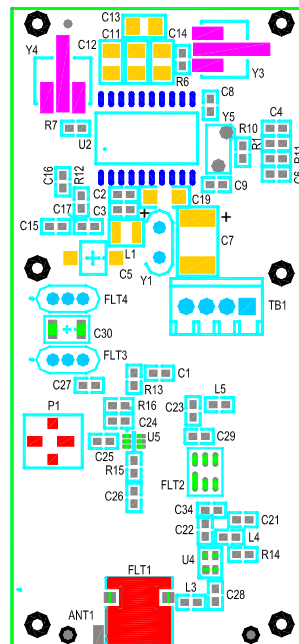 C13
C12
C14
Y4
R6
Y3
C8
Y5
C4
R7
U2
R10
R1
R11
C16
R12
C6
C9
C2
C17
C3
C19
C15
C7
L1
C5
Y1
FLT4
TB1
C30
FLT3
C1
C27
R13
P1
R16
C23
L5
C24
U5
C29
C25
R15
FLT2
C26
C34
C22
C21
L4
U4
R14
FLT1
L3
C28
ANT1